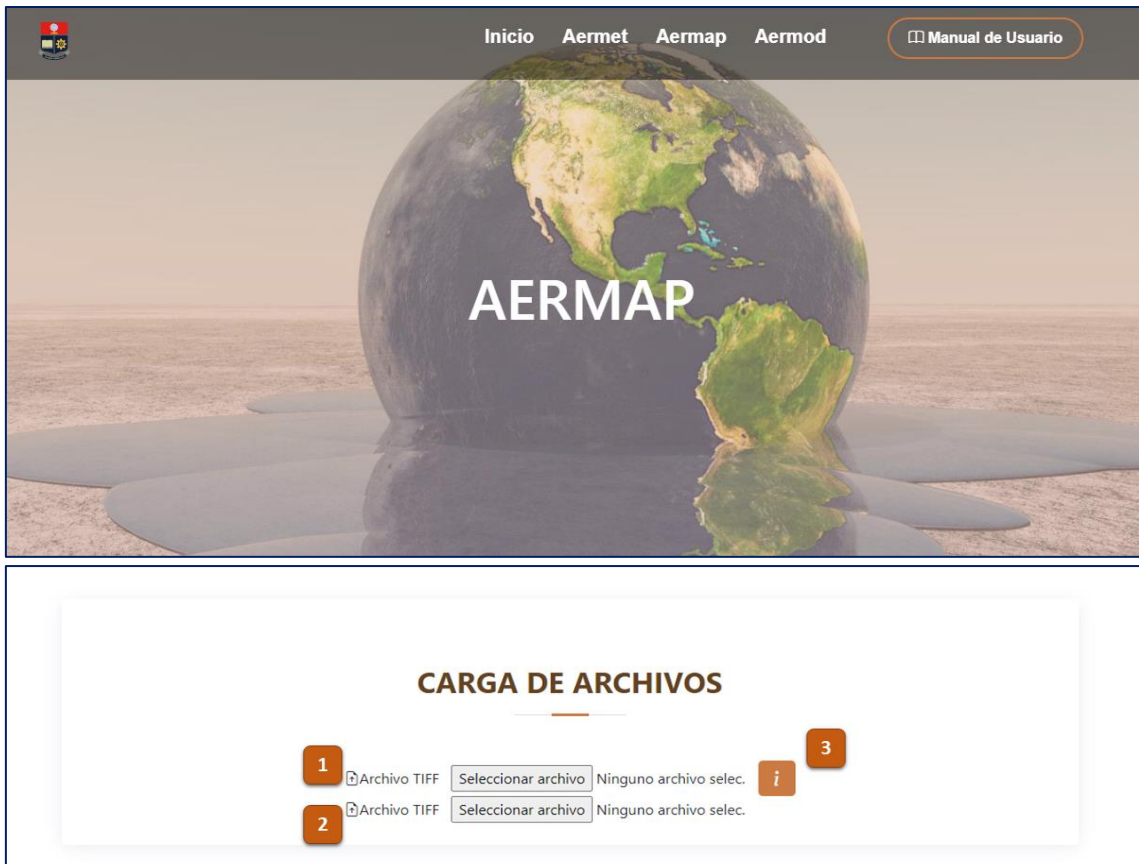 Inicio Aermet Aermap Aermod Manual de Usuario
AERMAP
CARGA DE ARCHIVOS
1
Archivo TIFF Seleccionar archivo Ninguno archivo selec. i
3
Archivo TIFF Seleccionar archivo Ninguno archivo selec.
2